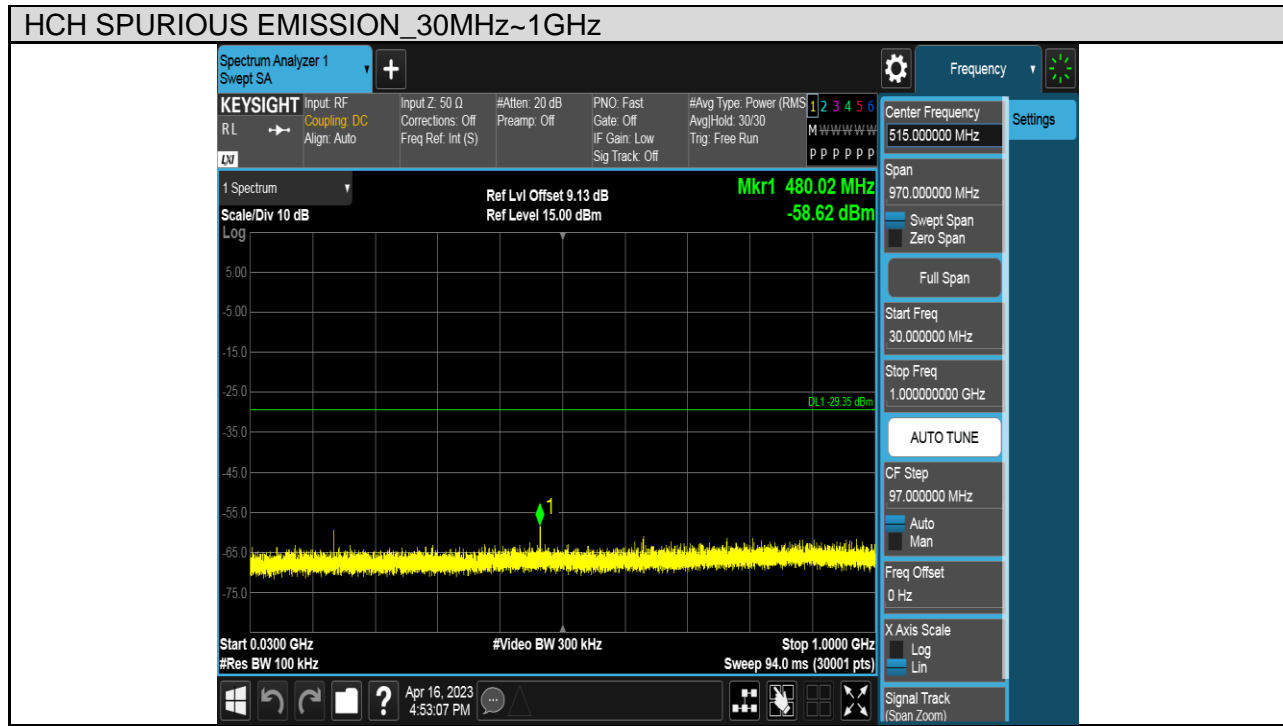 HCH SPURIOUS EMISSION_30MHz~1GHz
Spectrum Analyzer 1
Swept SA
+
Frequency
KEYSIGHT
RL
LXI
Input: RF
Coupling: DC
Align: Auto
Input Z: 50 Ω
Corrections: Off
Freq Ref: Int (S)
#Atten: 20 dB
Preamp: Off
PNO: Fast
Gate: Off
IF Gain: Low
Sig Track: Off
#Avg Type: Power (RMS
Avg|Hold: 30/30
Trig: Free Run
1 2 3 4 5 6
M W W W W W
P P P P P P
1 Spectrum
Scale/Div 10 dB
Ref Lvl Offset 9.13 dB
Ref Level 15.00 dBm
Mkr1 480.02 MHz
-58.62 dBm
Log
5.00
-5.00
-15.0
-25.0
DL1 -29.35 dBm
-35.0
-45.0
-55.0
1
-65.0
-75.0
Start 0.0300 GHz
#Res BW 100 kHz
#Video BW 300 kHz
Stop 1.0000 GHz
Sweep 94.0 ms (30001 pts)
?
Apr 16, 2023
4:53:07 PM
Center Frequency
515.000000 MHz
Settings
Span
970.000000 MHz
Swept Span
Zero Span
Full Span
Start Freq
30.000000 MHz
Stop Freq
1.000000000 GHz
AUTO TUNE
CF Step
97.000000 MHz
Auto
Man
Freq Offset
0 Hz
X Axis Scale
Log
Lin
Signal Track
(Span Zoom)